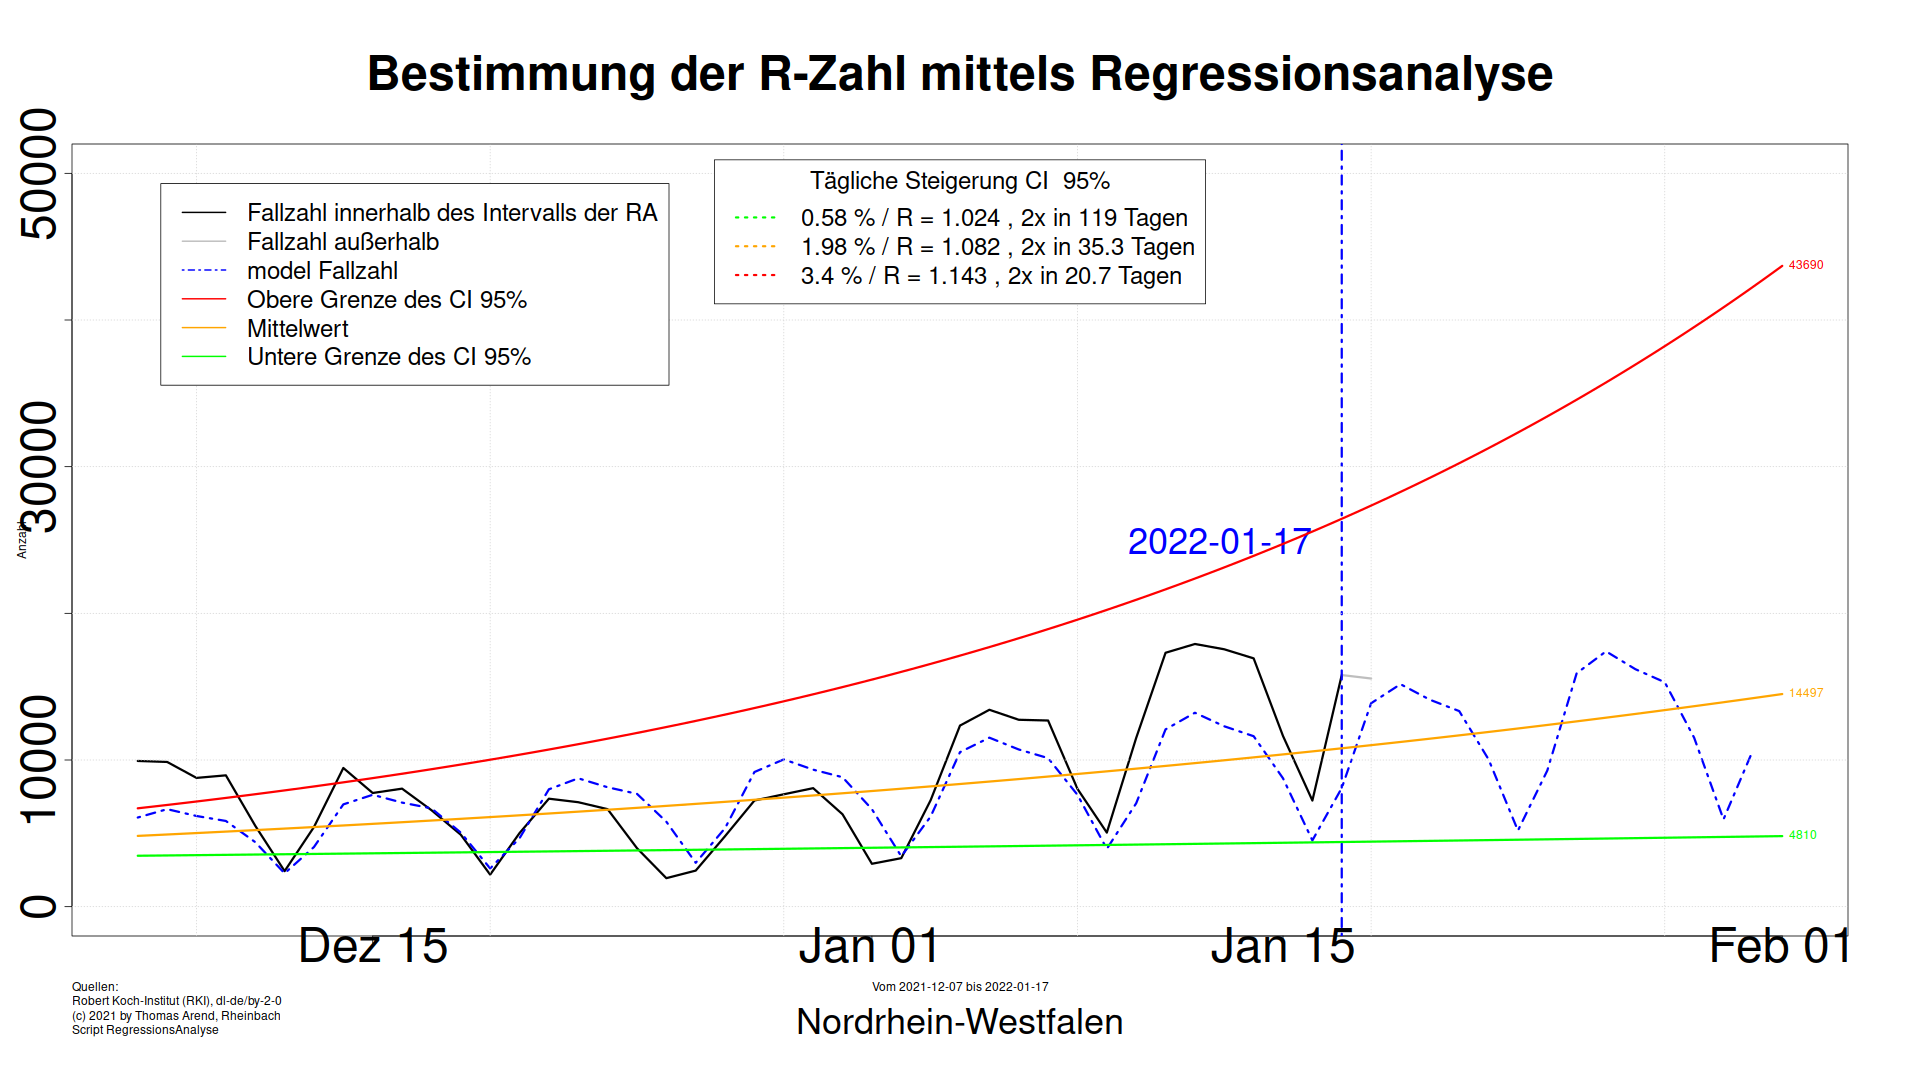 Bestimmung der R-Zahl mittels Regressionsanalyse
50000
30000
10000
0
Anzahl
Fallzahl innerhalb des Intervalls der RA
Fallzahl außerhalb
model Fallzahl
Obere Grenze des CI 95%
Mittelwert
Untere Grenze des CI 95%
Tägliche Steigerung CI  95%
0.58 % / R = 1.024 , 2x in 119 Tagen
1.98 % / R = 1.082 , 2x in 35.3 Tagen
3.4 % / R = 1.143 , 2x in 20.7 Tagen
43690
2022-01-17
14497
4810
Dez 15
Jan 01
Jan 15
Feb 01
Quellen:
Robert Koch-Institut (RKI), dl-de/by-2-0
(c) 2021 by Thomas Arend, Rheinbach
Script RegressionsAnalyse
Vom 2021-12-07 bis 2022-01-17
Nordrhein-Westfalen